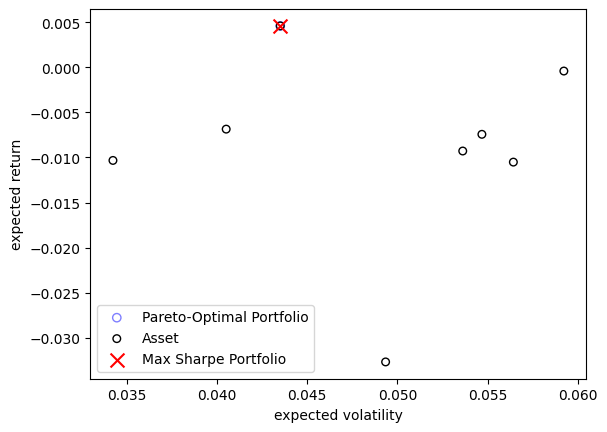 0.005
0.000
−0.005
−0.010
−0.015
−0.020
−0.025
−0.030
expected return
Pareto-Optimal Portfolio
Asset
Max Sharpe Portfolio
0.035 0.040 0.045 0.050 0.055 0.060
expected volatility